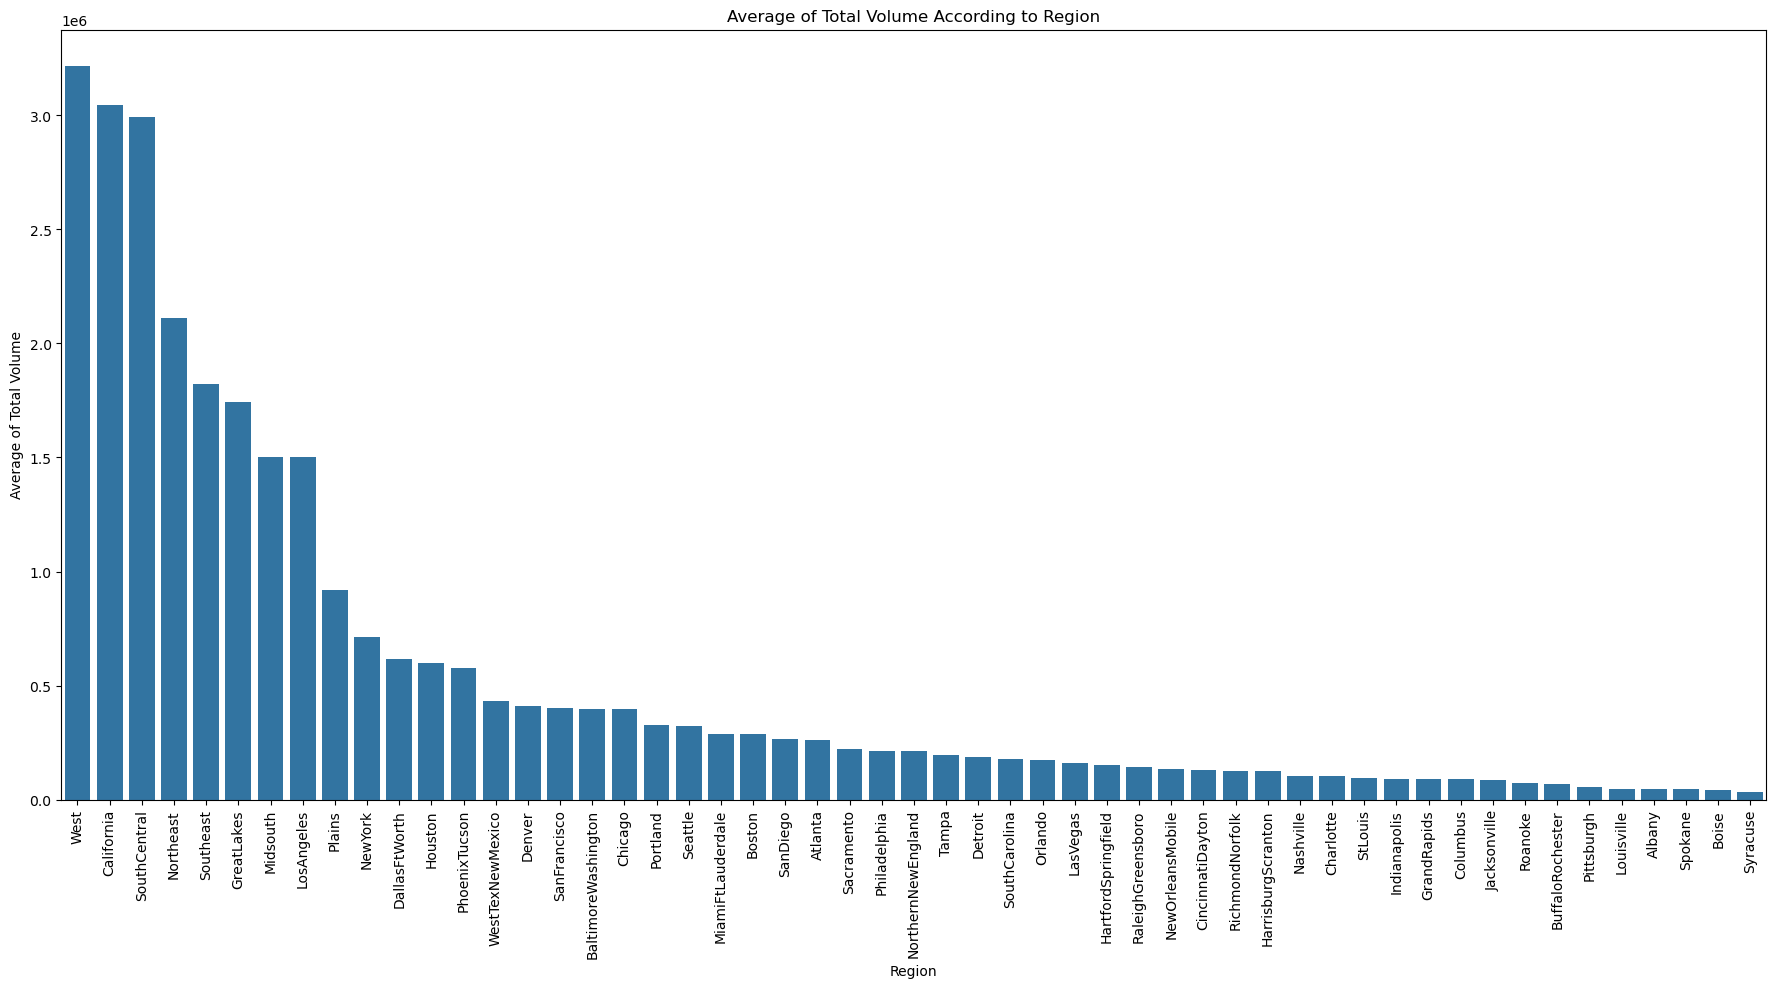 Average of Total Volume According to Region
1e6
3.0
2.5
2.0
1.5
1.0
0.5
0.0
Average of Total Volume
West
California
SouthCentral
Northeast
Southeast
GreatLakes
Midsouth
LosAngeles
Plains
NewYork
DallasFtWorth
Houston
PhoenixTucson
WestTexNewMexico
Denver
SanFrancisco
BaltimoreWashington
Chicago
Portland
Seattle
MiamiFtLauderdale
Boston
SanDiego
Atlanta
Sacramento
Philadelphia
NorthernNewEngland
Tampa
Detroit
SouthCarolina
Orlando
LasVegas
HartfordSpringfield
RaleighGreensboro
NewOrleansMobile
CincinnatiDayton
RichmondNorfolk
HarrisburgScranton
Nashville
Charlotte
StLouis
Indianapolis
GrandRapids
Columbus
Jacksonville
Roanoke
BuffaloRochester
Pittsburgh
Louisville
Albany
Spokane
Boise
Syracuse
Region